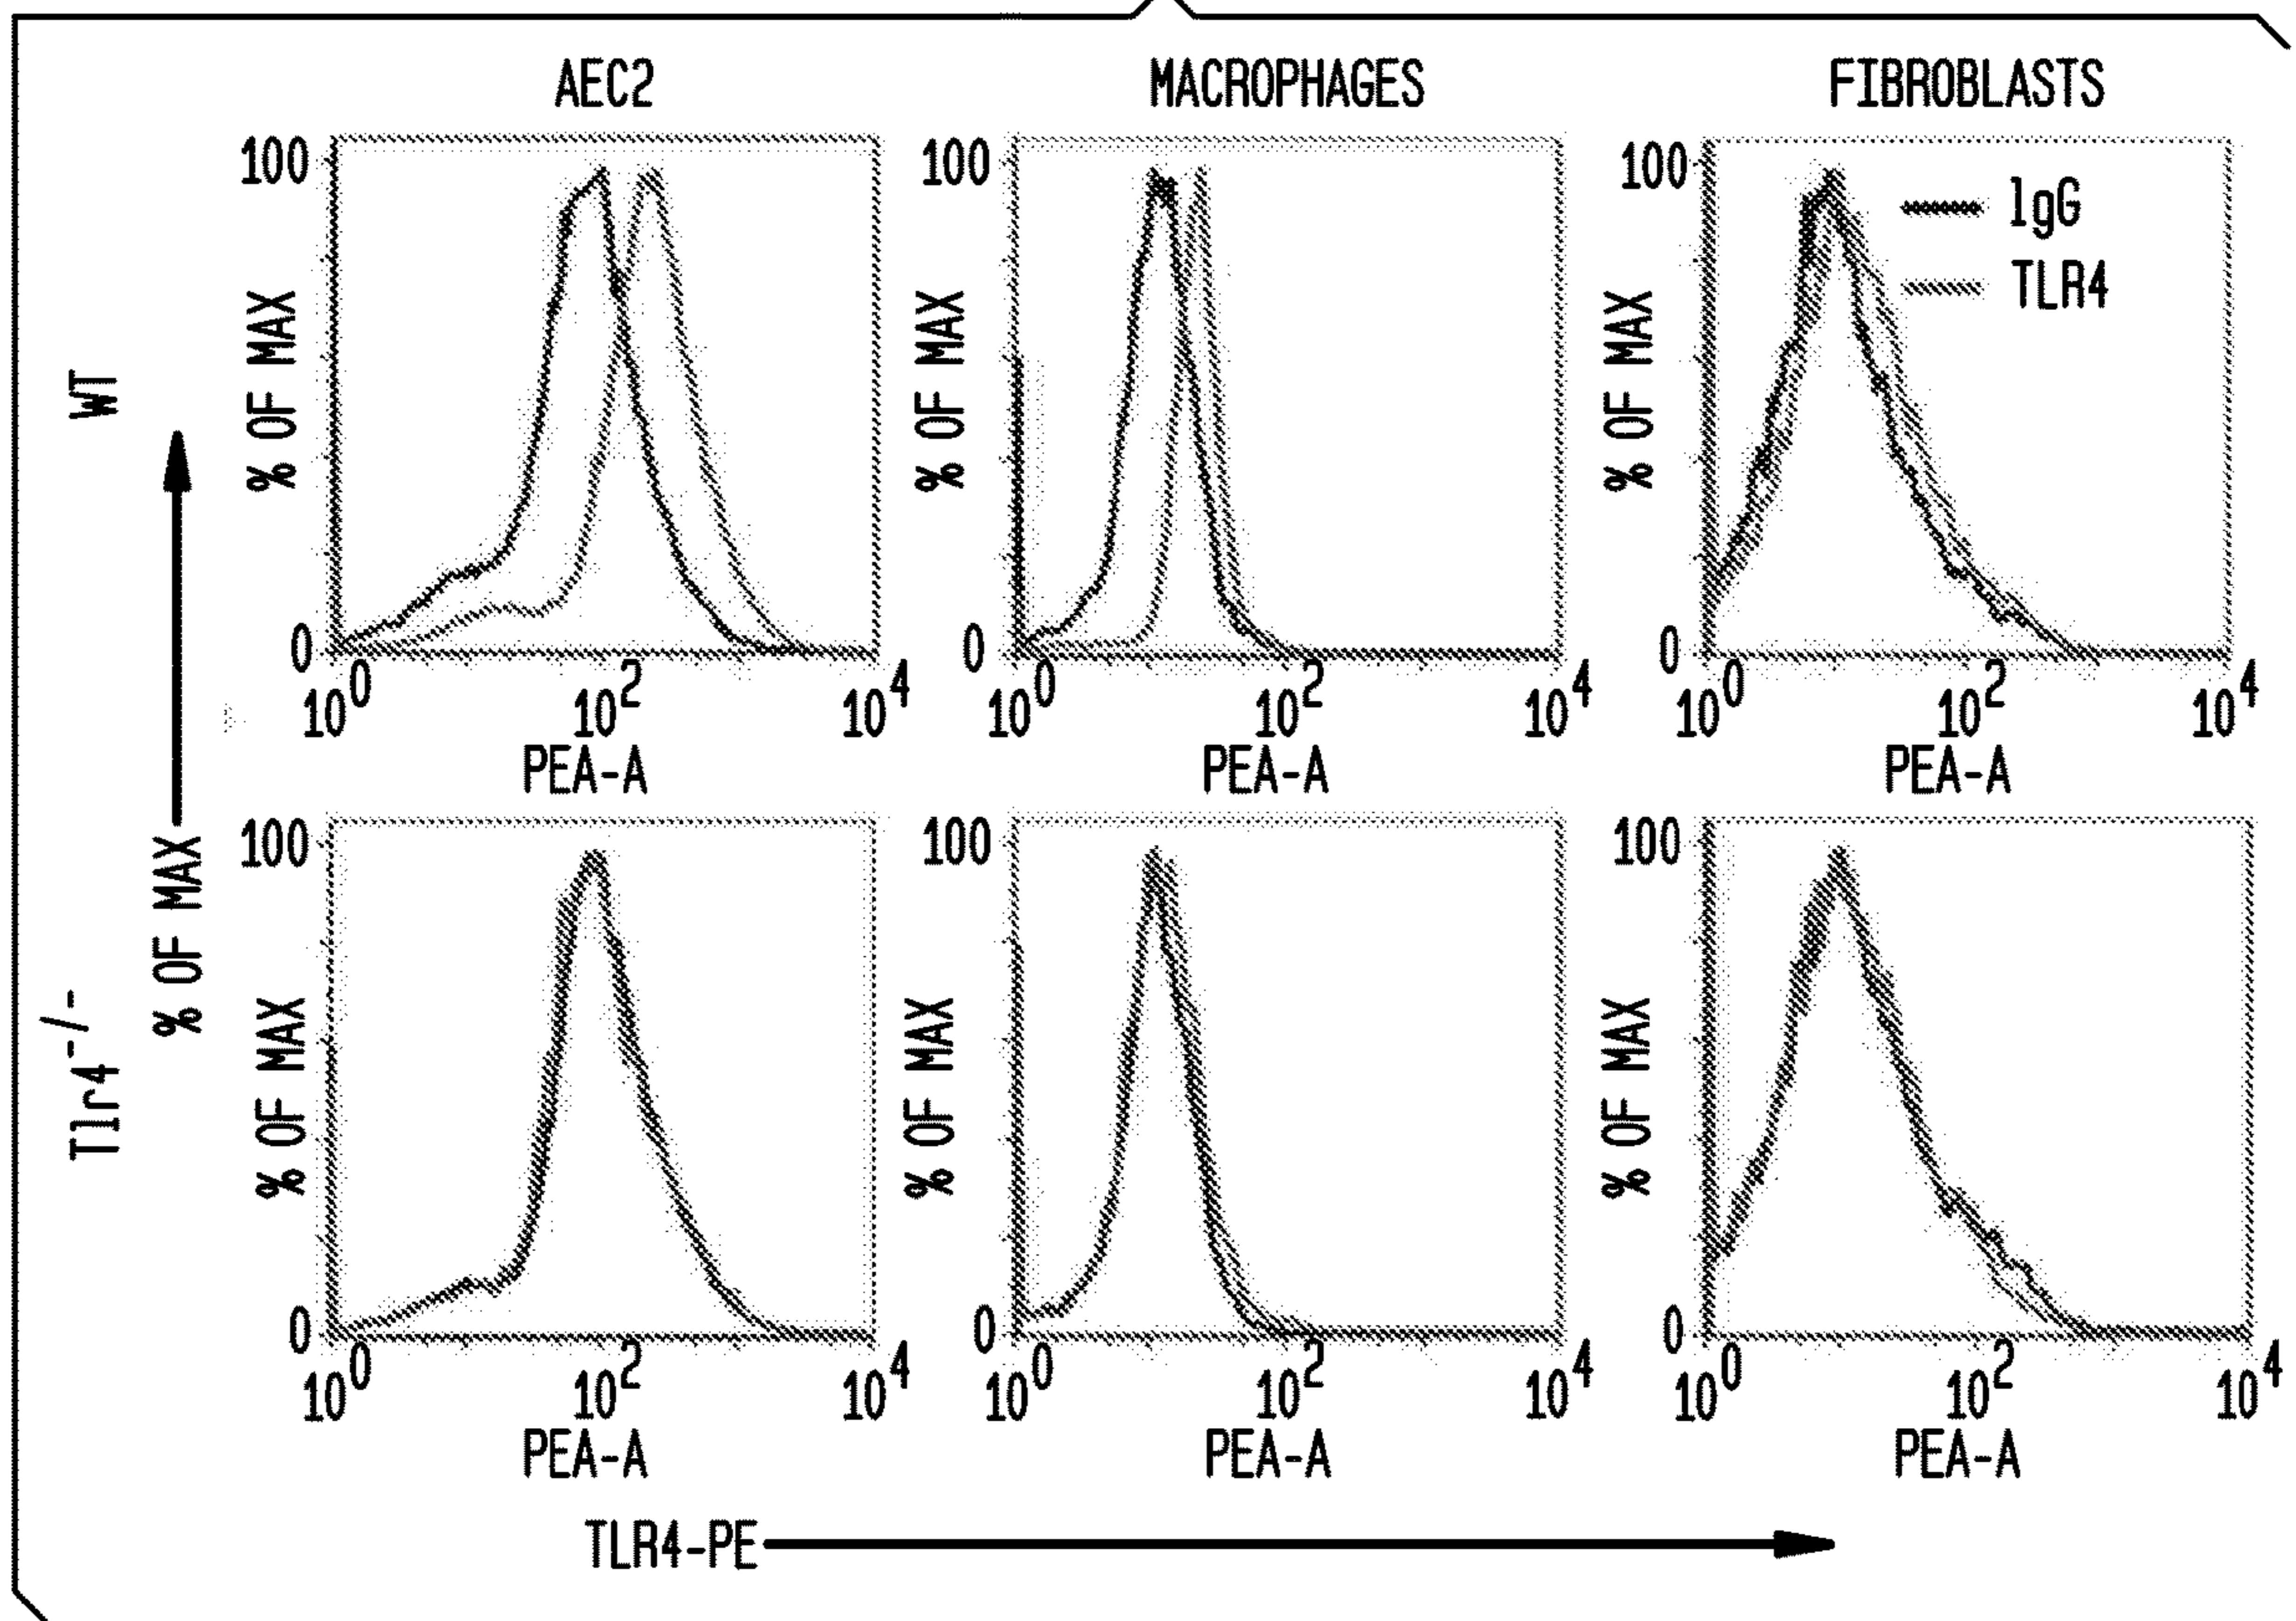 AEC2
MACROPHAGES
FIBROBLASTS
WT
% OF MAX
100
0
% OF MAX
10^0
10^2
10^4
PEA-A
100
0
% OF MAX
10^0
10^2
10^4
PEA-A
100
0
% OF MAX
IgG
TLR4
10^0
10^2
10^4
PEA-A
Tlr4^-/-
100
0
% OF MAX
10^0
10^2
10^4
PEA-A
100
0
% OF MAX
10^0
10^2
10^4
PEA-A
100
0
% OF MAX
10^0
10^2
10^4
PEA-A
TLR4-PE